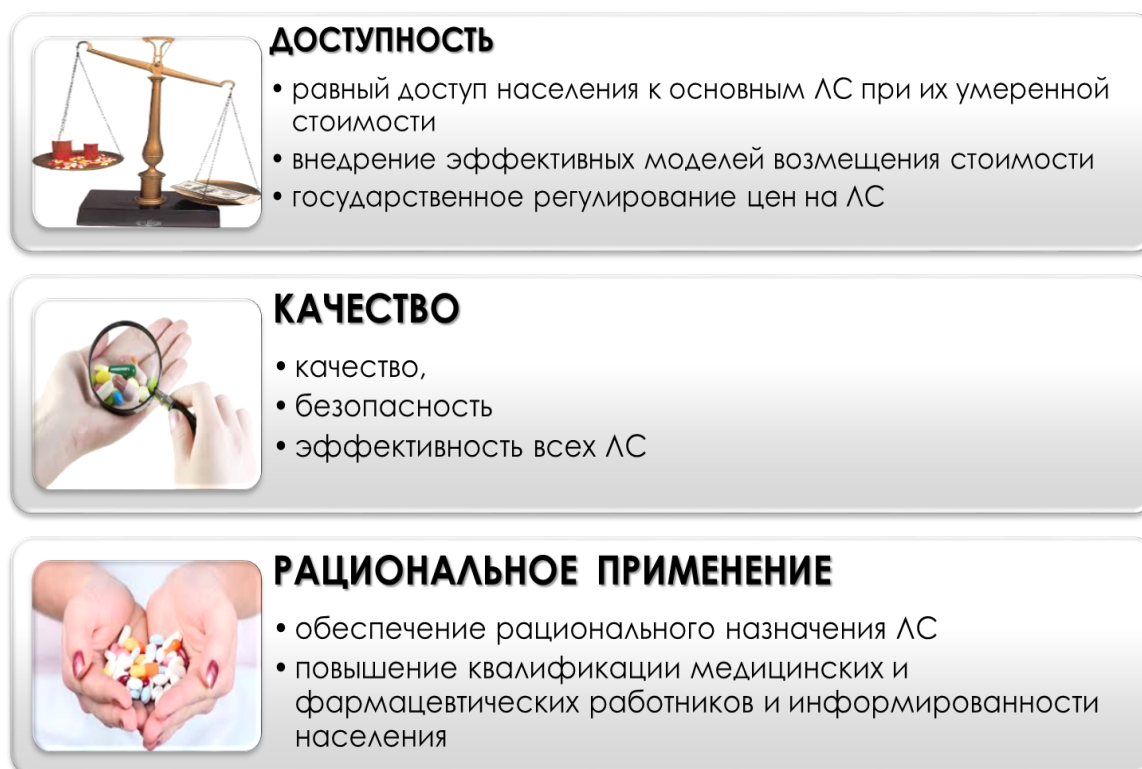 ДОСТУПНОСТЬ
• равный доступ населения к основным ЛС при их умеренной
стоимости
• внедрение эффективных моделей возмещения стоимости
• государственное регулирование цен на ЛС
КАЧЕСТВО
• качество,
• безопасность
• эффективность всех ЛС
РАЦИОНАЛЬНОЕ ПРИМЕНЕНИЕ
• обеспечение рационального назначения ЛС
• повышение квалификации медицинских и
фармацевтических работников и информированности
населения